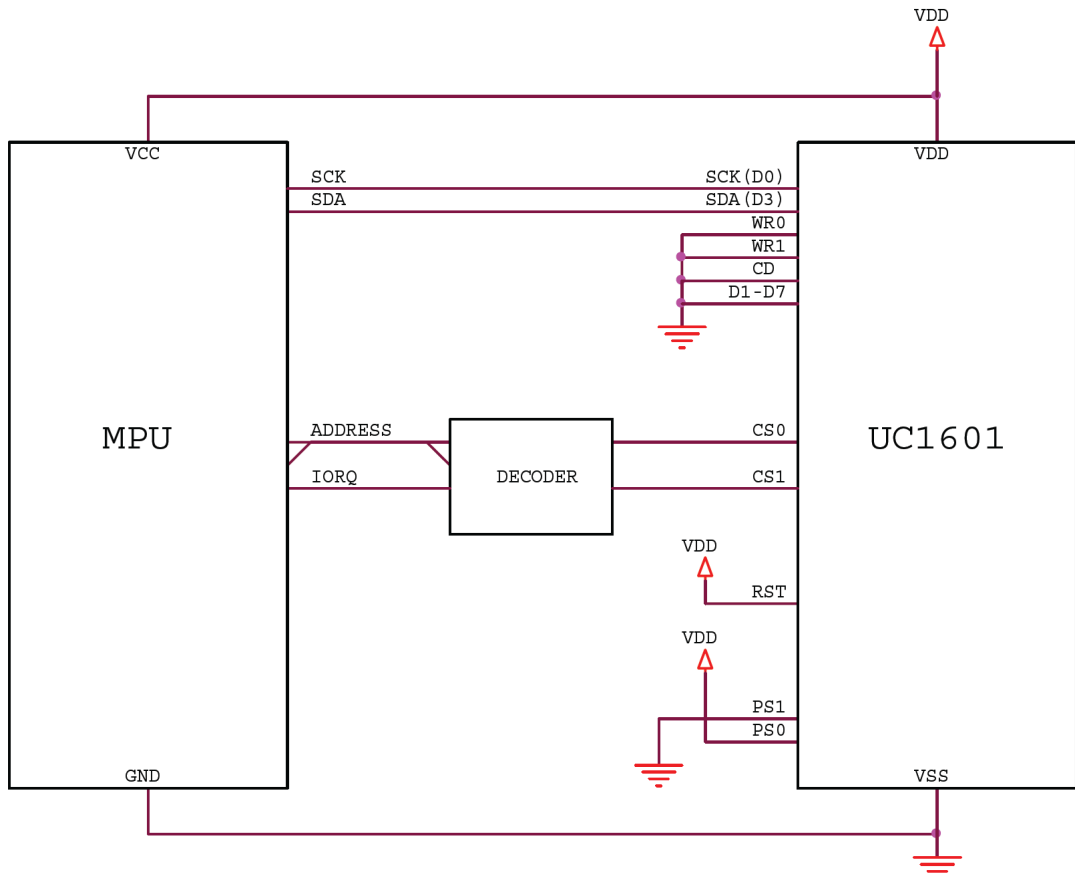 VDD
VCC
VDD
SCK
SCK(D0)
SDA
SDA(D3)
WR0
WR1
CD
D1-D7
MPU
ADDRESS
CS0
UC1601
IORQ
DECODER
CS1
VDD
RST
VDD
PS1
PS0
GND
VSS